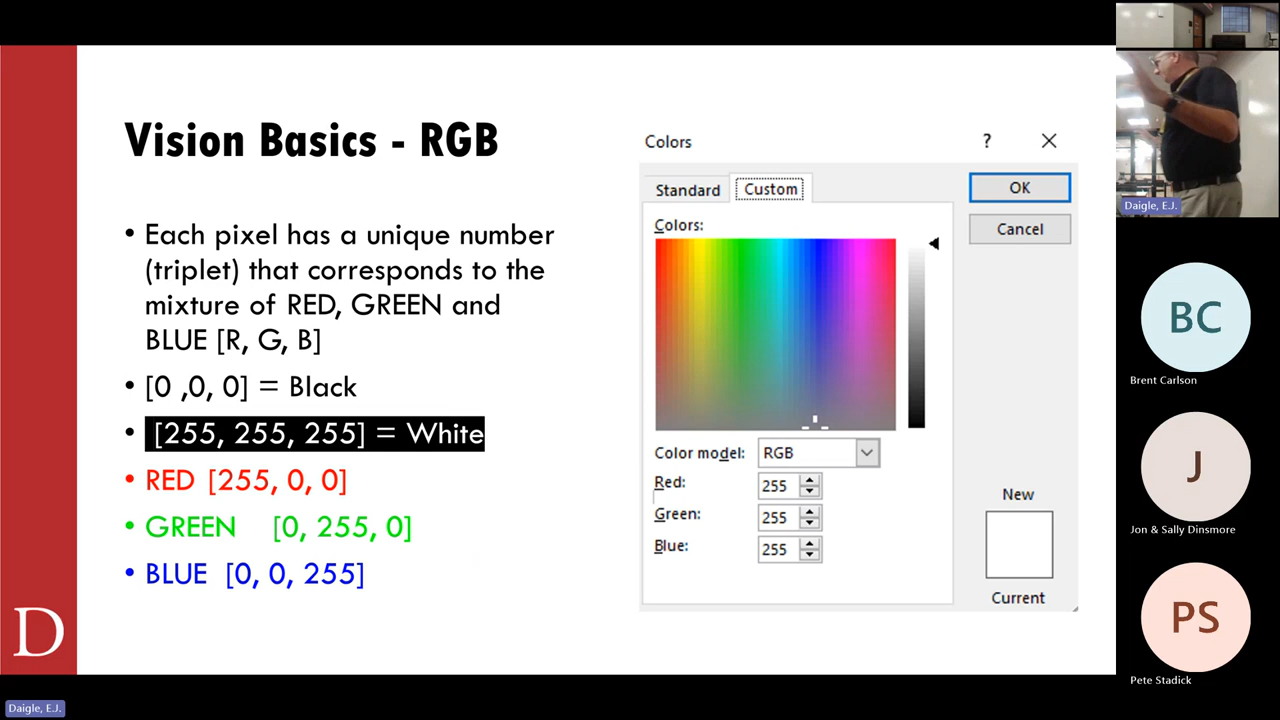 Vision Basics - RGB
• Each pixel has a unique number
(triplet) that corresponds to the
mixture of RED, GREEN and
BLUE [R, G, B]
• [0 ,0, 0] = Black
• [255, 255, 255] = White
• RED [255, 0, 0]
• GREEN [0, 255, 0]
• BLUE [0, 0, 255]
D
Colors
?
Standard
Custom
OK
Cancel
Colors:
Color model: RGB
Red: 255
Green: 255
Blue: 255
New
Current
Daigle, E.J.
BC
Brent Carlson
J
Jon & Sally Dinsmore
PS
Pete Stadick
Daigle, E.J.